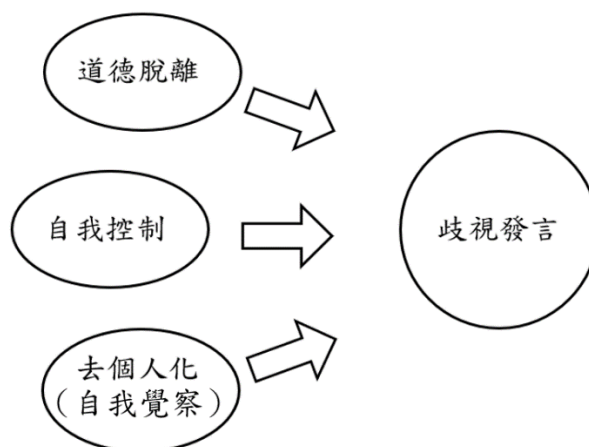 道德脫離
自我控制
歧視發言
去個人化
（自我覺察）